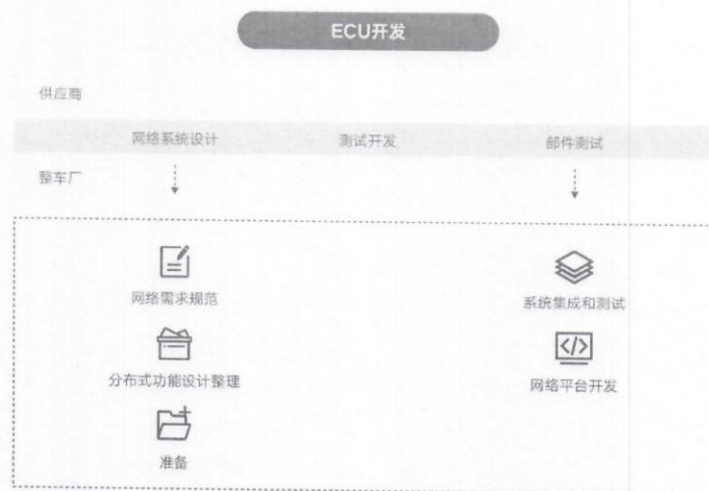 ECU开发
供应商
网络系统设计 测试开发 部件测试
整车厂
网络需求规范 系统集成和测试
分布式功能设计整理 网络平台开发
准备